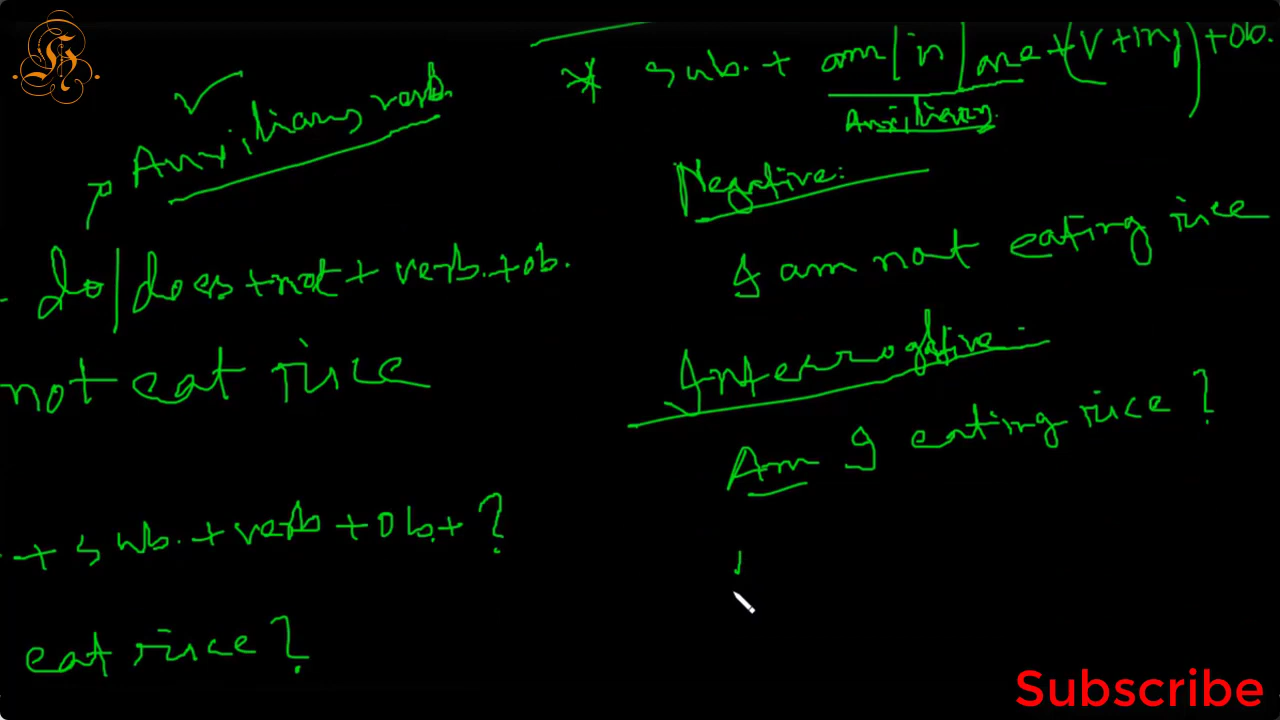 Auxiliary verb.
do/does+not + verb.+ob.
not eat rice
+ sub.+verb+ob.+ ?
eat rice?
* sub.+ am/is/are+(V+ing)+ob.
Auxiliary.
Negative:
I am not eating rice
Interrogative:
Am I eating rice?
Subscribe